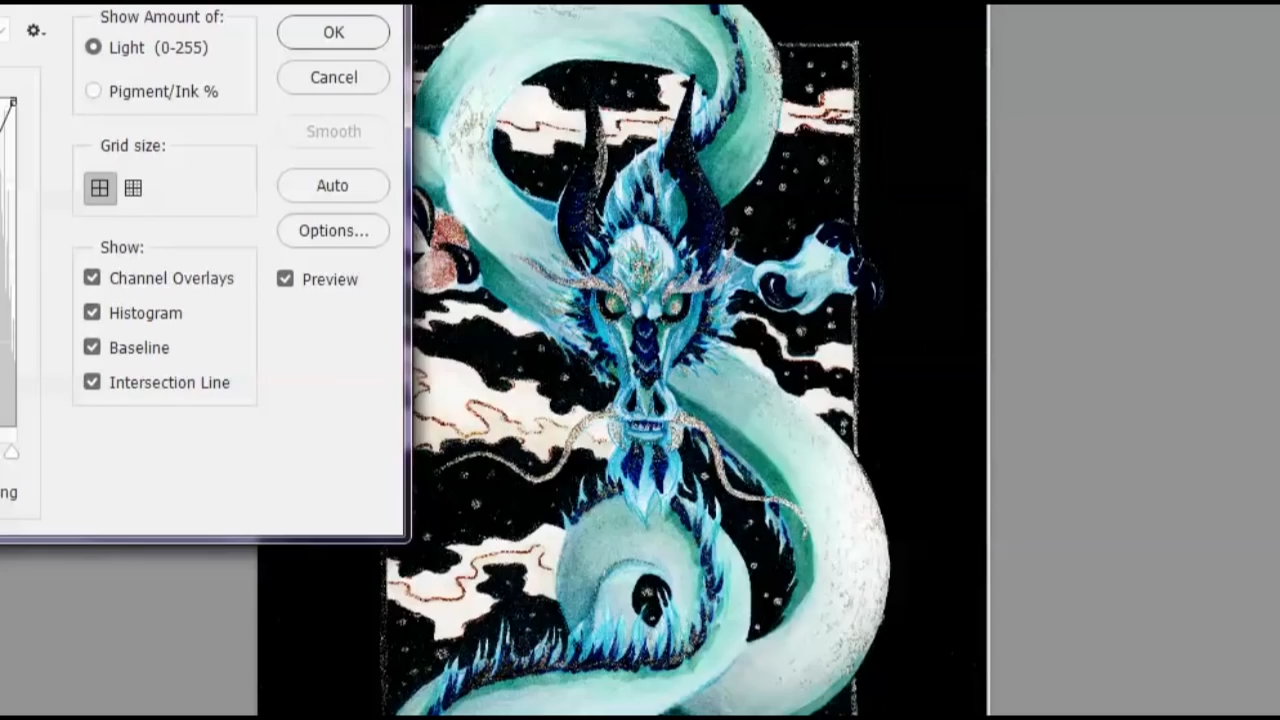 Show Amount of:
Light (0-255)
Pigment/Ink %
Grid size:
Show:
Channel Overlays
Histogram
Baseline
Intersection Line
OK
Cancel
Smooth
Auto
Options...
Preview